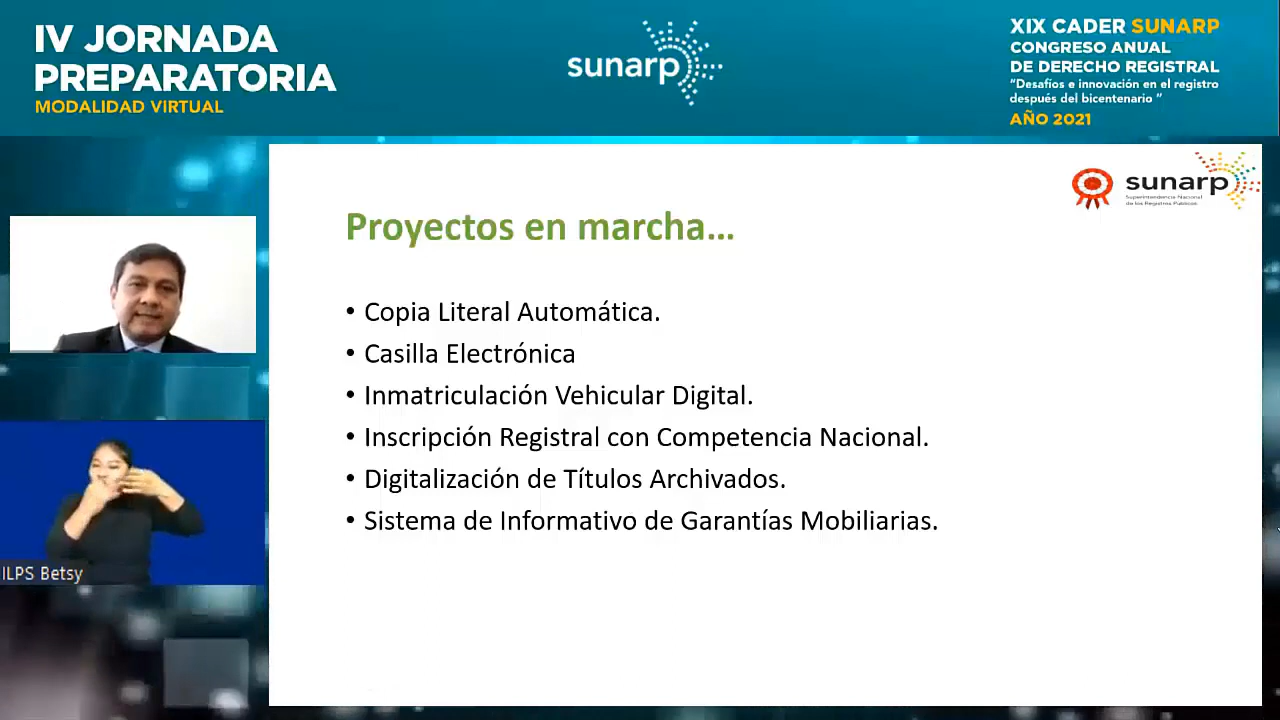 IV JORNADA
PREPARATORIA
MODALIDAD VIRTUAL
sunarp
XIX CADER SUNARP
CONGRESO ANUAL
DE DERECHO REGISTRAL
“Desafíos e innovación en el registro
después del bicentenario ”
AÑO 2021
sunarp
Superintendencia Nacional
de los Registros Públicos
Proyectos en marcha...
• Copia Literal Automática.
• Casilla Electrónica
• Inmatriculación Vehicular Digital.
• Inscripción Registral con Competencia Nacional.
• Digitalización de Títulos Archivados.
• Sistema de Informativo de Garantías Mobiliarias.
ILPS Betsy